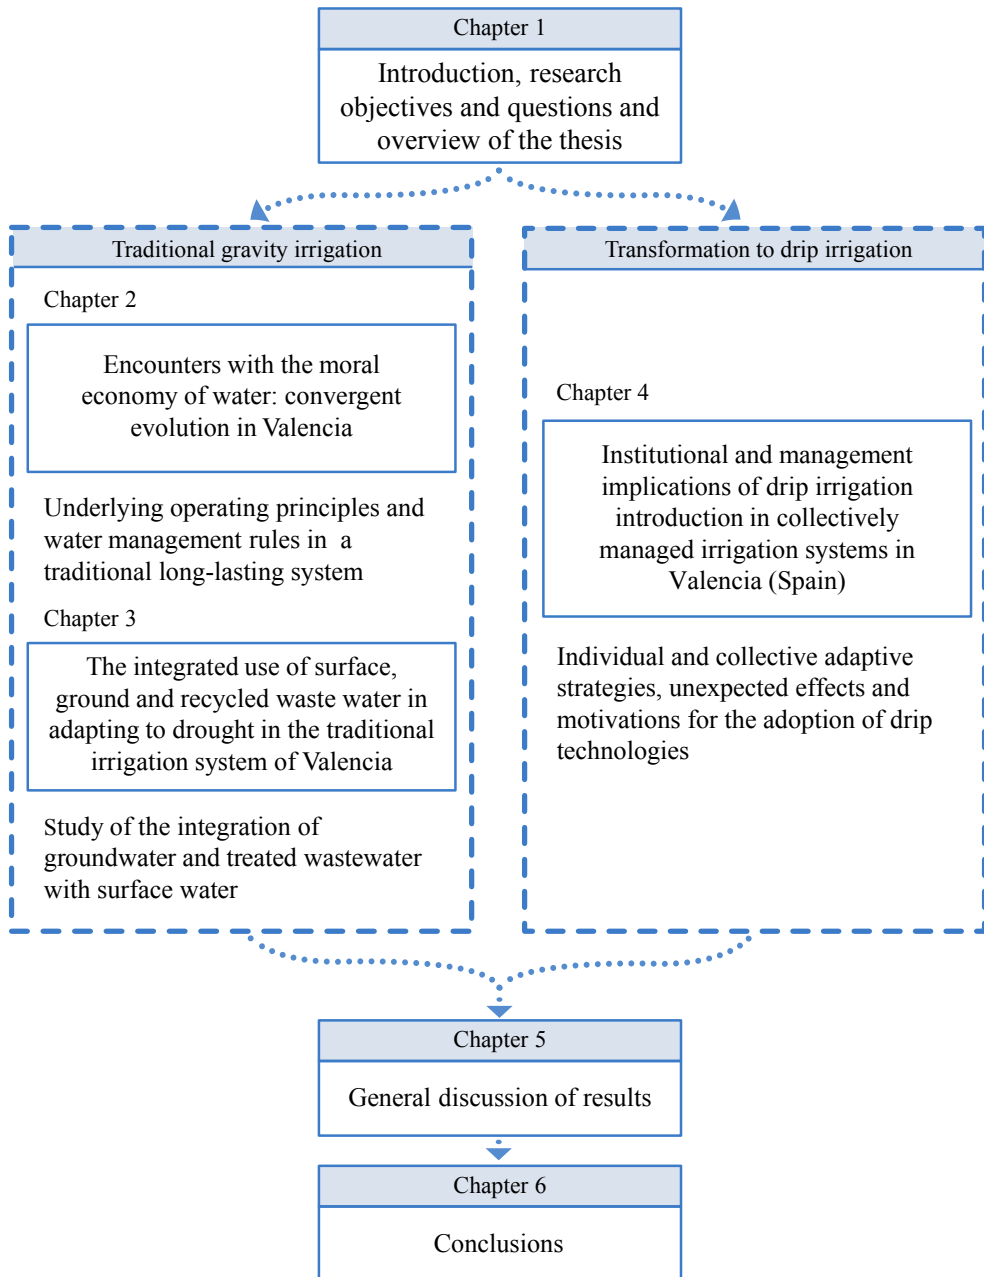 Chapter 1
Introduction, research
objectives and questions and
overview of the thesis
Traditional gravity irrigation
Chapter 2
Encounters with the moral
economy of water: convergent
evolution in Valencia
Underlying operating principles and
water management rules in a
traditional long-lasting system
Chapter 3
The integrated use of surface,
ground and recycled waste water in
adapting to drought in the traditional
irrigation system of Valencia
Study of the integration of
groundwater and treated wastewater
with surface water
Transformation to drip irrigation
Chapter 4
Institutional and management
implications of drip irrigation
introduction in collectively
managed irrigation systems in
Valencia (Spain)
Individual and collective adaptive
strategies, unexpected effects and
motivations for the adoption of drip
technologies
Chapter 5
General discussion of results
Chapter 6
Conclusions